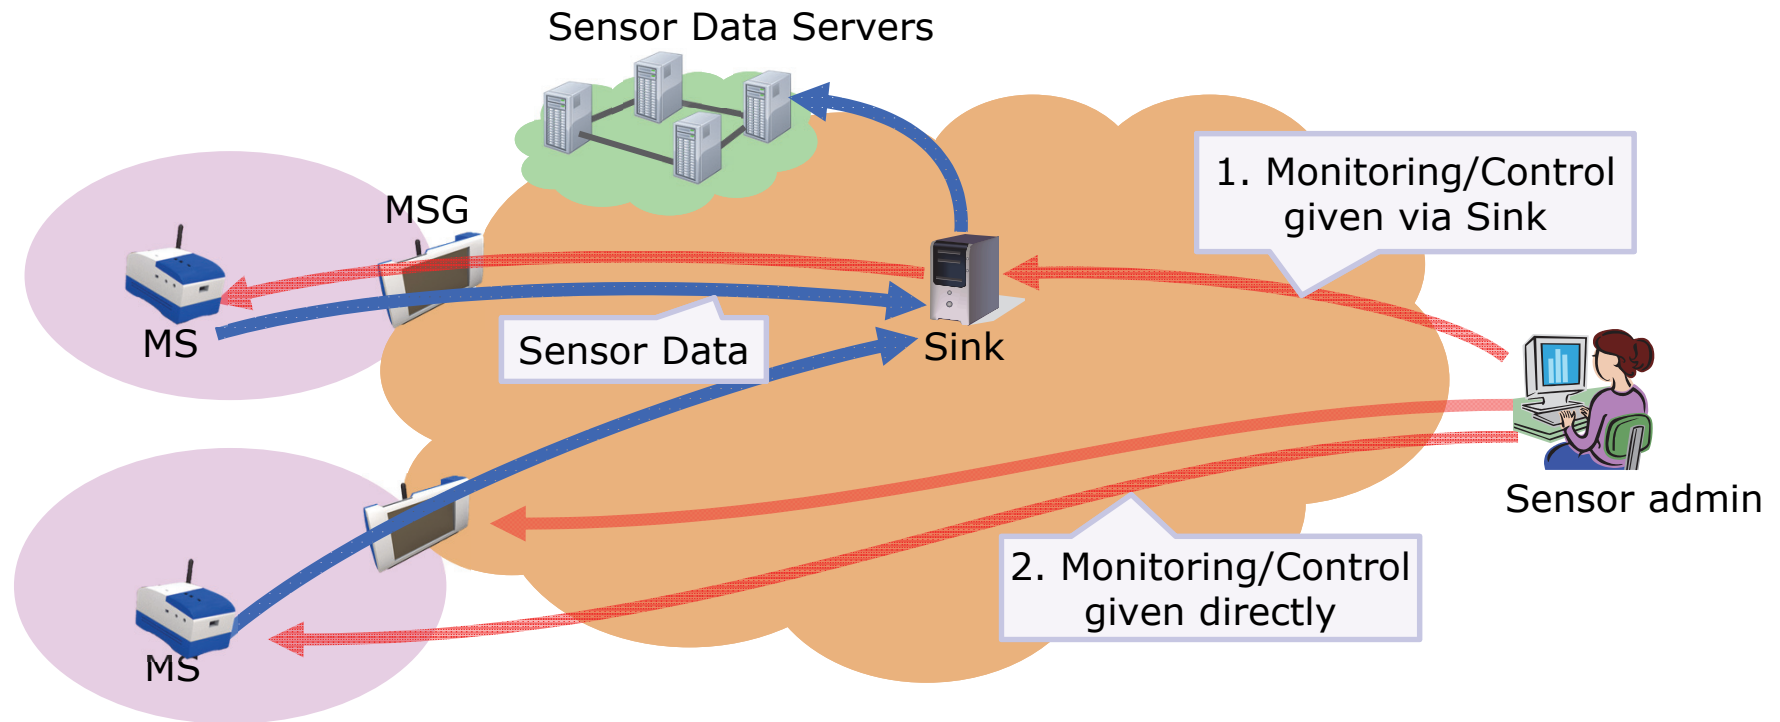 Sensor Data Servers
MSG
1. Monitoring/Control
given via Sink
MS
Sensor Data
Sink
Sensor admin
2. Monitoring/Control
given directly
MS